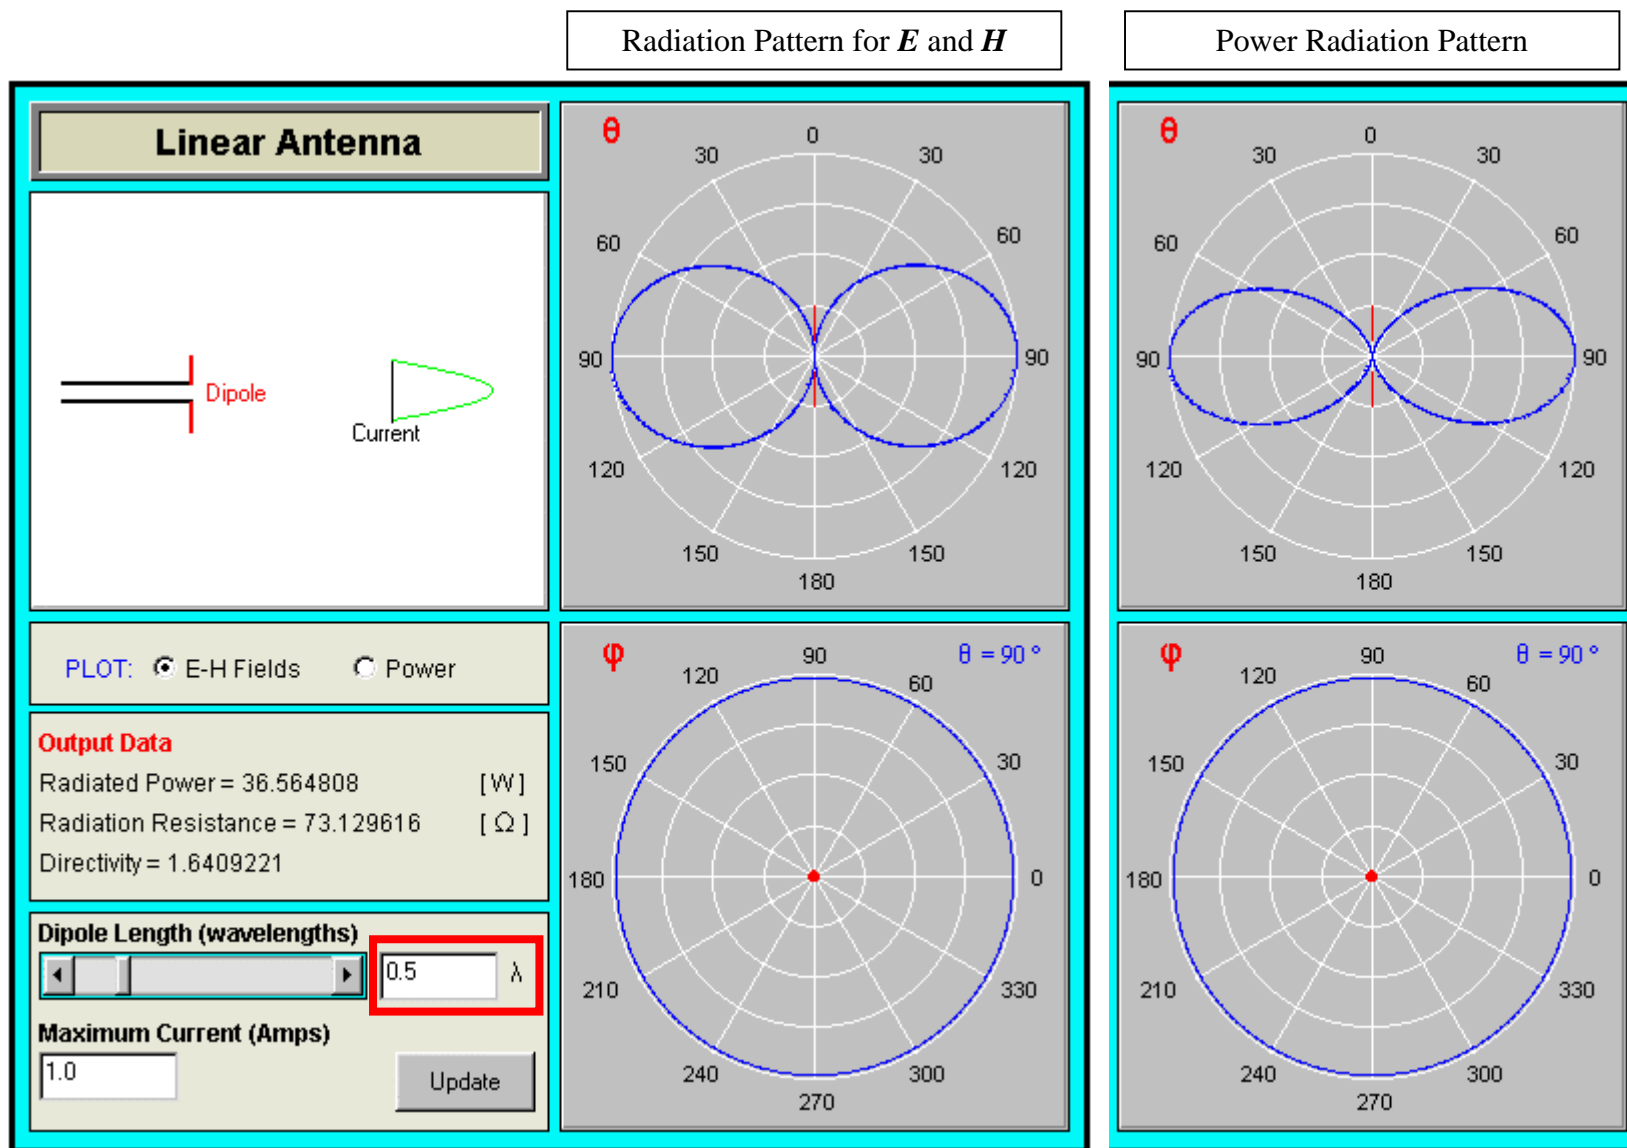 Radiation Pattern for E and H
Power Radiation Pattern
Linear Antenna
Dipole
Current
θ
0
30
30
60
60
90
90
120
120
150
150
180
θ
0
30
30
60
60
90
90
120
120
150
150
180
PLOT: E-H Fields Power
Output Data
Radiated Power = 36.564808 [ W ]
Radiation Resistance = 73.129616 [ Ω ]
Directivity = 1.6409221
Dipole Length (wavelengths)
0.5 λ
Maximum Current (Amps)
1.0
Update
φ
θ = 90 °
90
120
60
150
30
180
0
210
330
240
300
270
φ
θ = 90 °
90
120
60
150
30
180
0
210
330
240
300
270